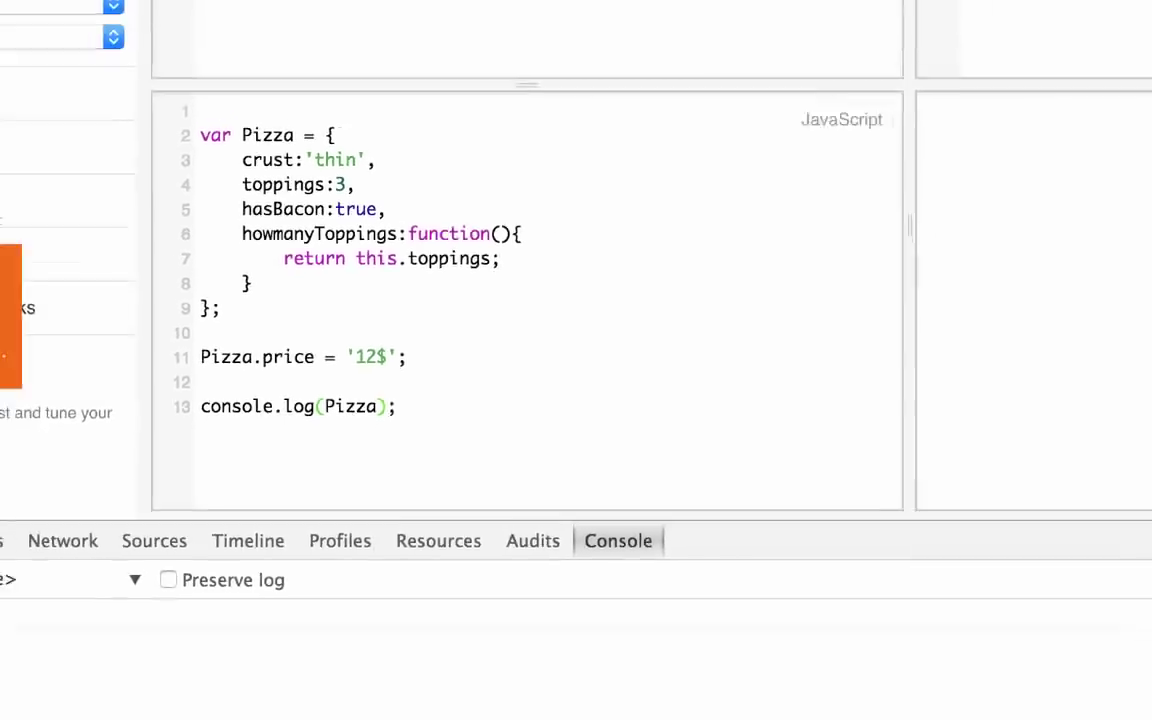 JavaScript
1
2 var Pizza = {
3 crust:'thin',
4 toppings:3,
5 hasBacon:true,
6 howmanyToppings:function(){
7 return this.toppings;
8 }
9 };
10
11 Pizza.price = '12$';
12
13 console.log(Pizza);
st and tune your
Network Sources Timeline Profiles Resources Audits Console
e> ▼ Preserve log